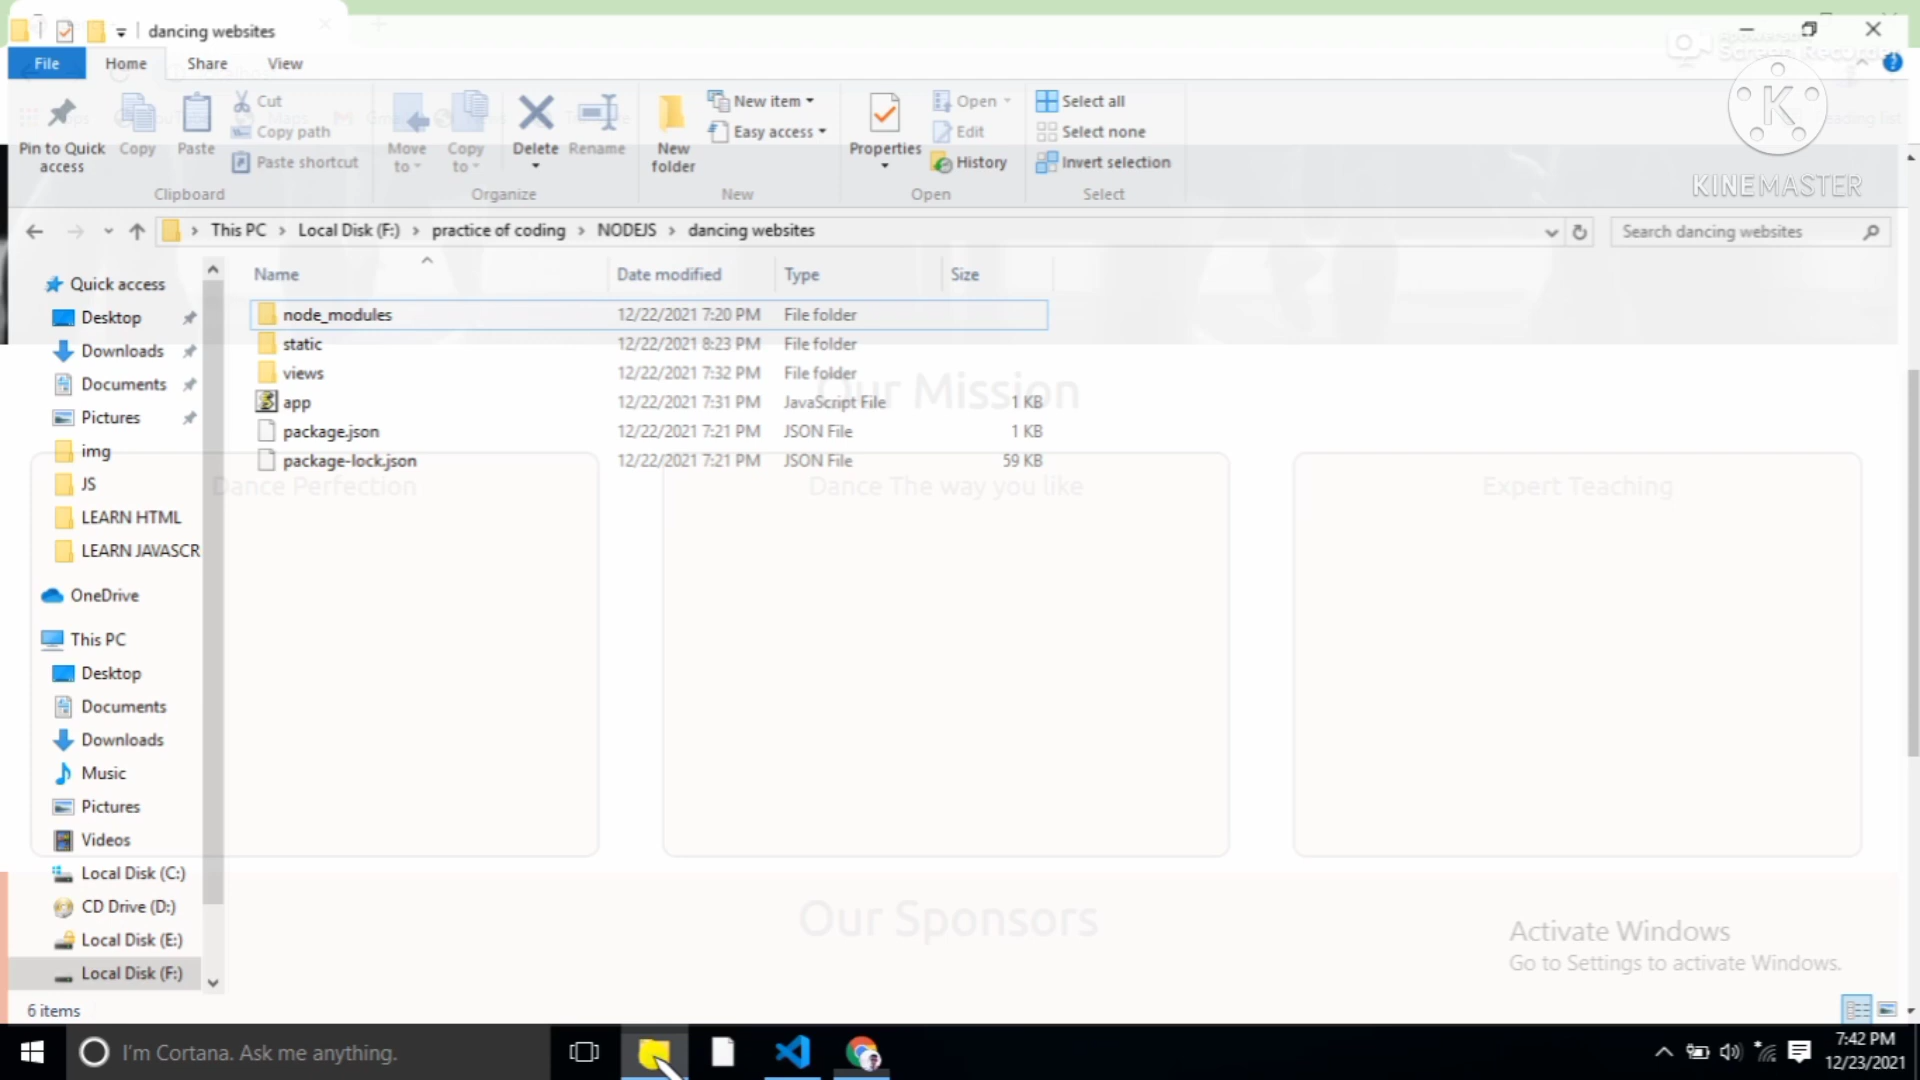 dancing websites
File Home Share View
Screen Recorder
Pin to Quick access
Copy
Paste
Cut
Copy path
Paste shortcut
Clipboard
Move to
Copy to
Delete
Rename
Organize
New folder
New item
Easy access
New
Properties
Open
Edit
History
Open
Select all
Select none
Invert selection
Select
K
KINEMASTER
This PC > Local Disk (F:) > practice of coding > NODEJS > dancing websites
Search dancing websites
Name Date modified Type Size
node_modules 12/22/2021 7:20 PM File folder
static 12/22/2021 8:23 PM File folder
views 12/22/2021 7:32 PM File folder
app 12/22/2021 7:31 PM JavaScript File 1 KB
package.json 12/22/2021 7:21 PM JSON File 1 KB
package-lock.json 12/22/2021 7:21 PM JSON File 59 KB
Quick access
Desktop
Downloads
Documents
Pictures
img
JS
LEARN HTML
LEARN JAVASCR
OneDrive
This PC
Desktop
Documents
Downloads
Music
Pictures
Videos
Local Disk (C:)
CD Drive (D:)
Local Disk (E:)
Local Disk (F:)
Our Mission
Dance Perfection
Dance The way you like
Expert Teaching
Our Sponsors
Activate Windows
Go to Settings to activate Windows.
6 items
I'm Cortana. Ask me anything.
7:42 PM
12/23/2021